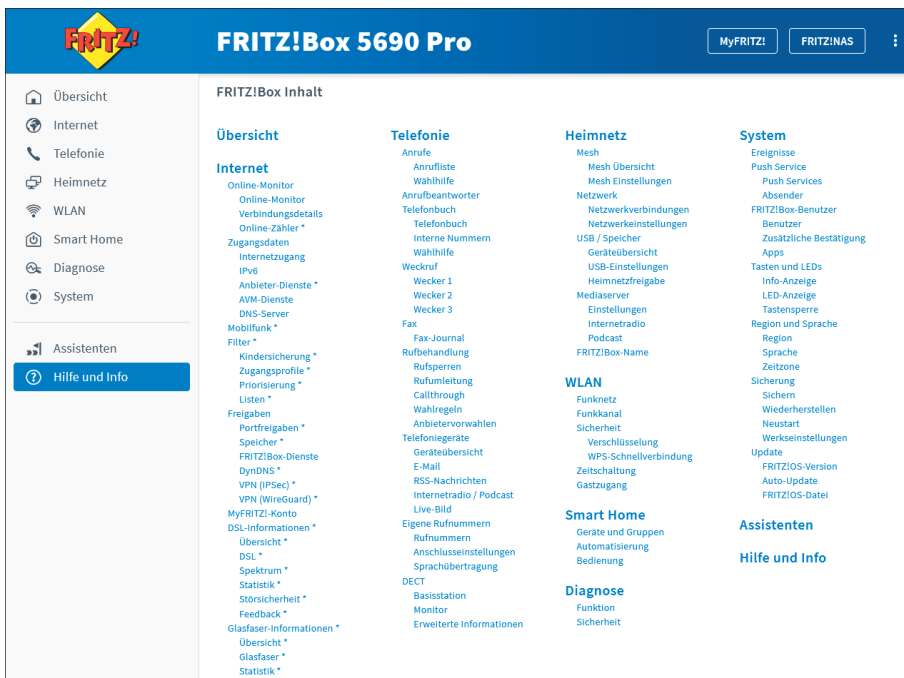 FRITZ!
FRITZ!Box 5690 Pro
MyFRITZ!
FRITZ!NAS
Übersicht
Internet
Telefonie
Heimnetz
WLAN
Smart Home
Diagnose
System
Assistenten
Hilfe und Info
FRITZ!Box Inhalt
Übersicht
Internet
Online-Monitor
Online-Monitor
Verbindungsdetails
Online-Zähler *
Zugangsdaten
Internetzugang
IPv6
Anbieter-Dienste *
AVM-Dienste
DNS-Server
Mobilfunk *
Filter *
Kindersicherung *
Zugangsprofile *
Priorisierung *
Listen *
Freigaben
Portfreigaben *
Speicher *
FRITZ!Box-Dienste
DynDNS *
VPN (IPSec) *
VPN (WireGuard) *
MyFRITZ!-Konto
DSL-Informationen *
Übersicht *
DSL *
Spektrum *
Statistik *
Störsicherheit *
Feedback *
Glasfaser-Informationen *
Übersicht *
Glasfaser *
Statistik *
Telefonie
Anrufe
Anrufliste
Wählhilfe
Anrufbeantworter
Telefonbuch
Telefonbuch
Interne Nummern
Wählhilfe
Weckruf
Wecker 1
Wecker 2
Wecker 3
Fax
Fax-Journal
Rufbehandlung
Rufsperren
Rufumleitung
Callthrough
Wahlregeln
Anbietervorwahlen
Telefoniegeräte
Geräteübersicht
E-Mail
RSS-Nachrichten
Internetradio / Podcast
Live-Bild
Eigene Rufnummern
Rufnummern
Anschlusseinstellungen
Sprachübertragung
DECT
Basisstation
Monitor
Erweiterte Informationen
Heimnetz
Mesh
Mesh Übersicht
Mesh Einstellungen
Netzwerk
Netzwerkverbindungen
Netzwerkeinstellungen
USB / Speicher
Geräteübersicht
USB-Einstellungen
Heimnetzfreigabe
Mediaserver
Einstellungen
Internetradio
Podcast
FRITZ!Box-Name
WLAN
Funknetz
Funkkanal
Sicherheit
Verschlüsselung
WPS-Schnellverbindung
Zeitschaltung
Gastzugang
Smart Home
Geräte und Gruppen
Automatisierung
Bedienung
Diagnose
Funktion
Sicherheit
System
Ereignisse
Push Service
Push Services
Absender
FRITZ!Box-Benutzer
Benutzer
Zusätzliche Bestätigung
Apps
Tasten und LEDs
Info-Anzeige
LED-Anzeige
Tastensperre
Region und Sprache
Region
Sprache
Zeitzone
Sicherung
Sichern
Wiederherstellen
Neustart
Werkseinstellungen
Update
FRITZ!OS-Version
Auto-Update
FRITZ!OS-Datei
Assistenten
Hilfe und Info